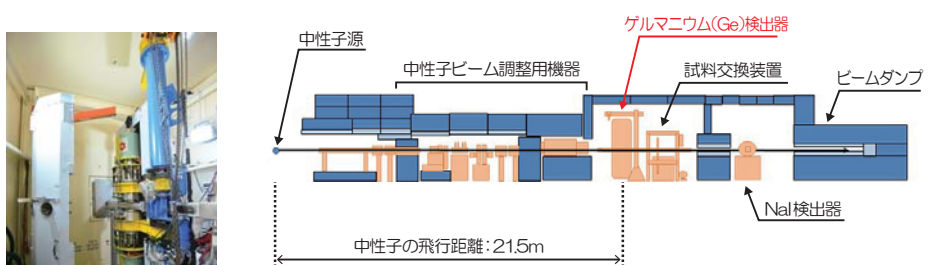 中性子源
中性子ビーム調整用機器
ゲルマニウム(Ge)検出器
試料交換装置
ビームダンプ
NaI検出器
中性子の飛行距離:21.5m